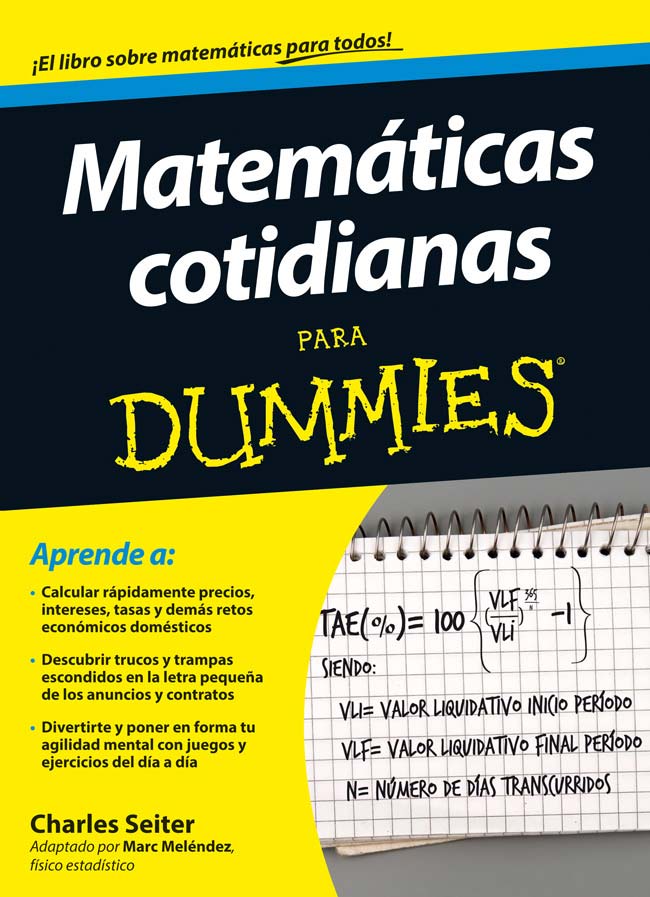 ¡El libro sobre matemáticas para todos!
Matemáticas
cotidianas
PARA
DUMMIES®
Aprende a:
• Calcular rápidamente precios,
intereses, tasas y demás retos
económicos domésticos
• Descubrir trucos y trampas
escondidos en la letra pequeña
de los anuncios y contratos
• Divertirte y poner en forma tu
agilidad mental con juegos y
ejercicios del día a día
Charles Seiter
Adaptado por Marc Meléndez,
físico estadístico
TAE(%)= 100 {(VLF/VLi)^365/N -1}
SIENDO:
VLI= VALOR LIQUIDATIVO INICIO PERÍODO
VLF= VALOR LIQUIDATIVO FINAL PERÍODO
N= NÚMERO DE DÍAS TRANSCURRIDOS